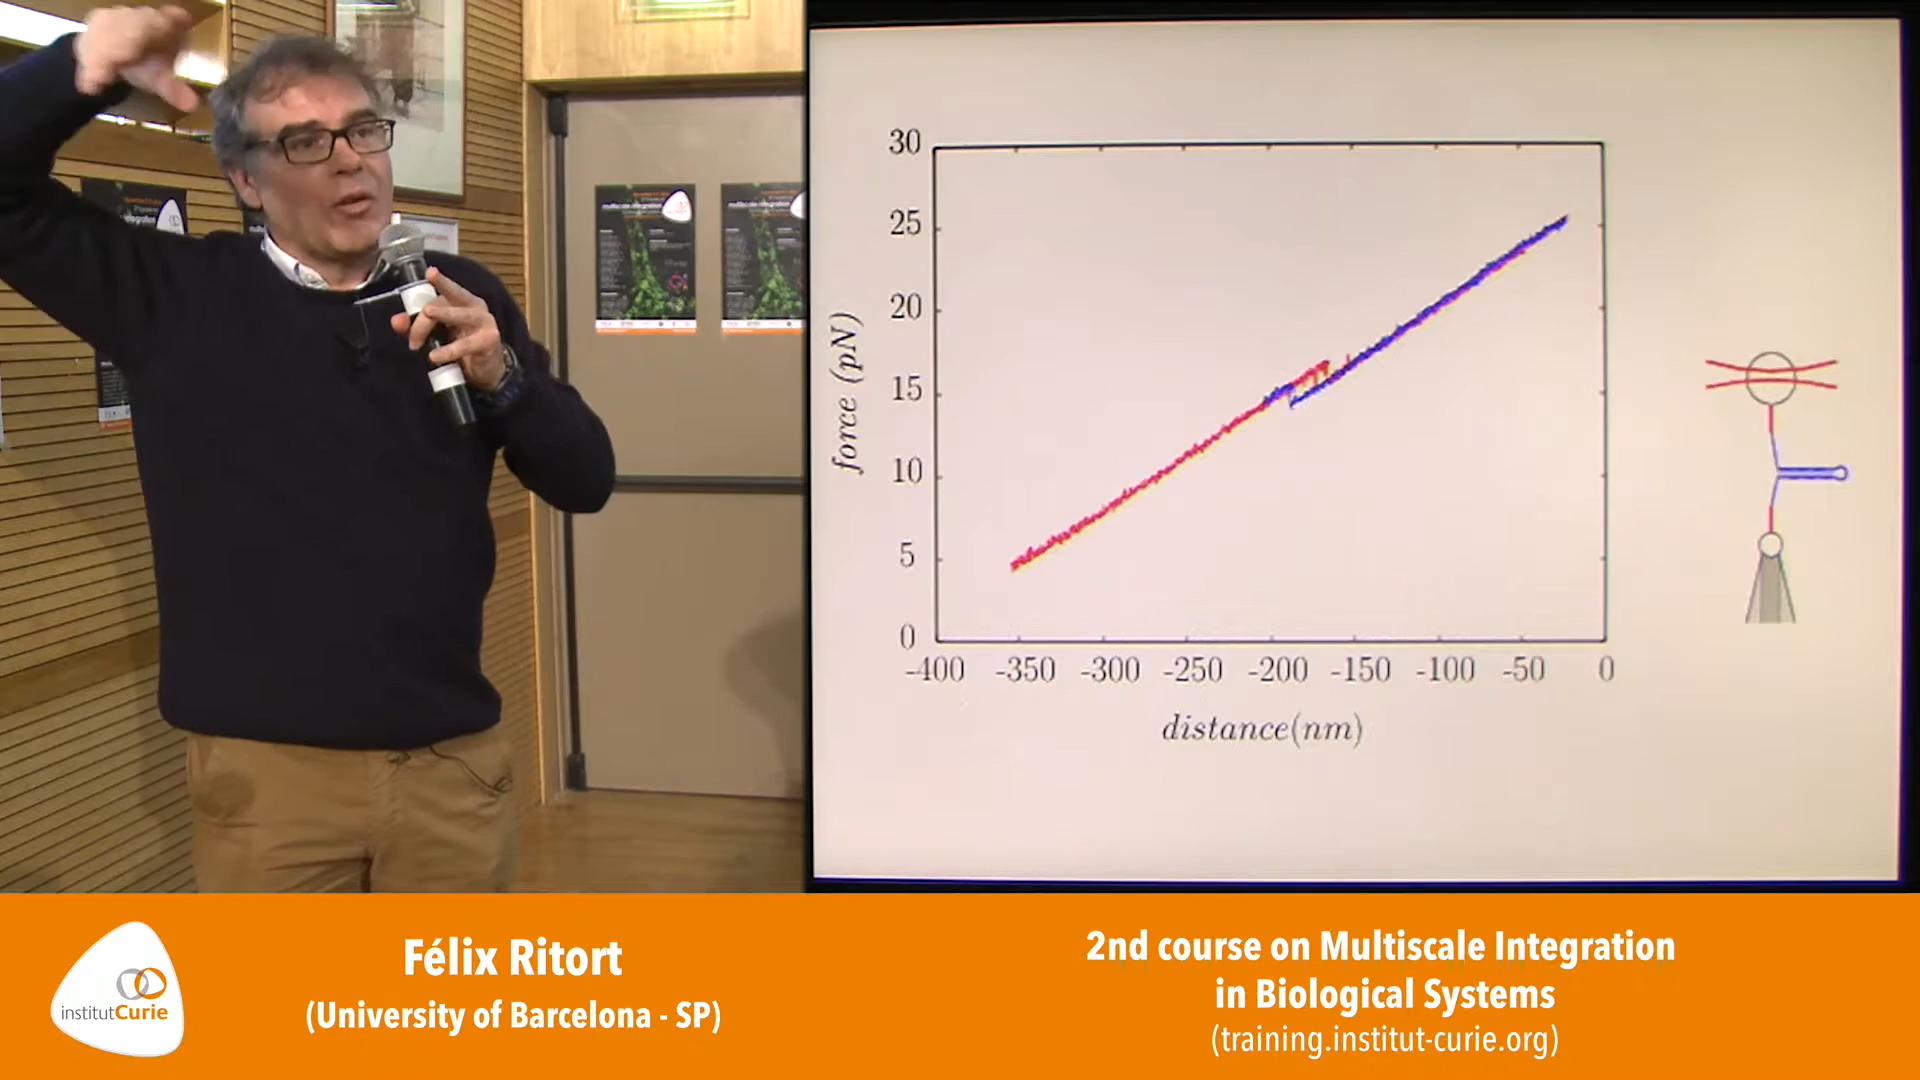 30
25
20
15
10
5
0
force (pN)
-400 -350 -300 -250 -200 -150 -100 -50 0
distance(nm)
multiscale integration
institutCurie
Félix Ritort
(University of Barcelona - SP)
2nd course on Multiscale Integration
in Biological Systems
(training.institut-curie.org)